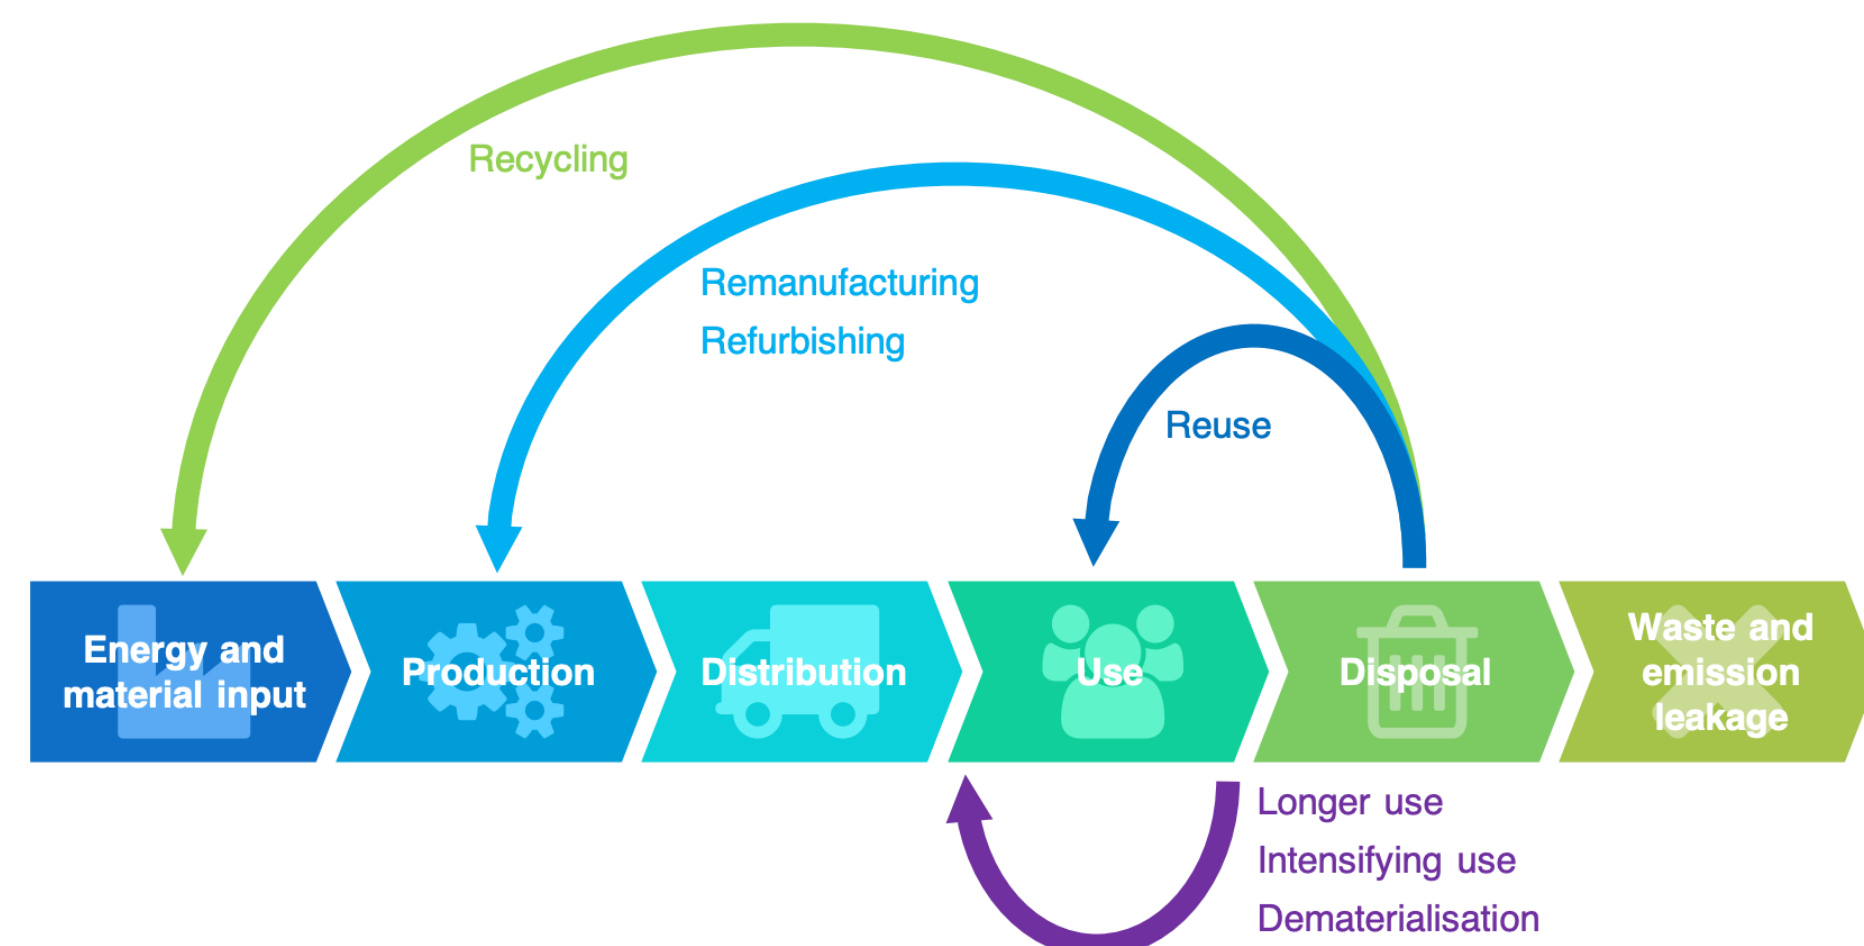 Recycling
Remanufacturing
Refurbishing
Reuse
Energy and
material input
Production
Distribution
Use
Disposal
Waste and
emission
leakage
Longer use
Intensifying use
Dematerialisation